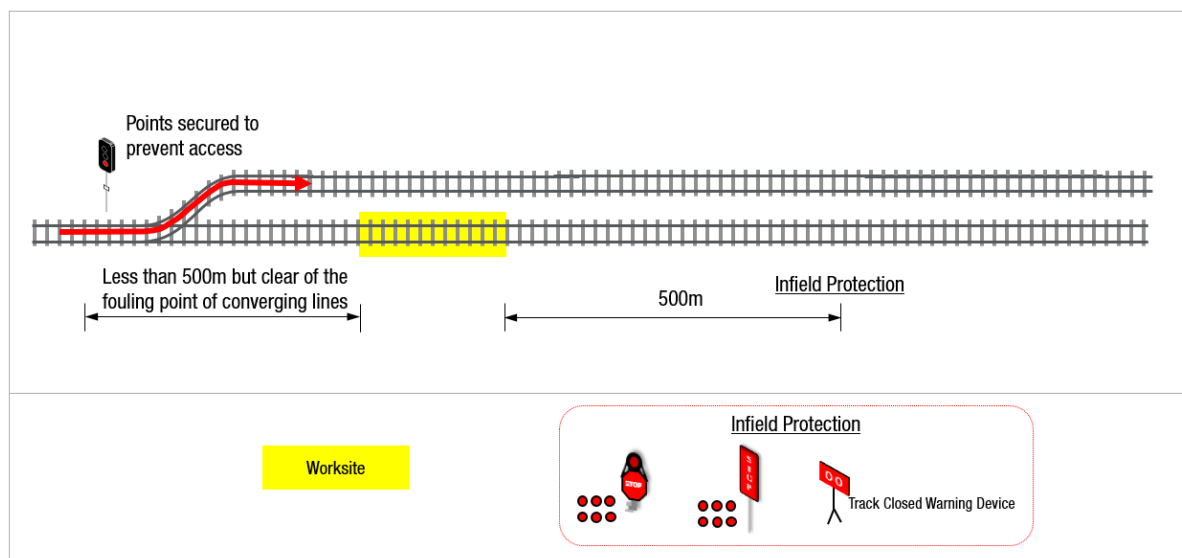 Points secured to
prevent access
Less than 500m but clear of the
fouling point of converging lines
500m
Infield Protection
Worksite
Infield Protection
STOP
STOP
Track Closed Warning Device